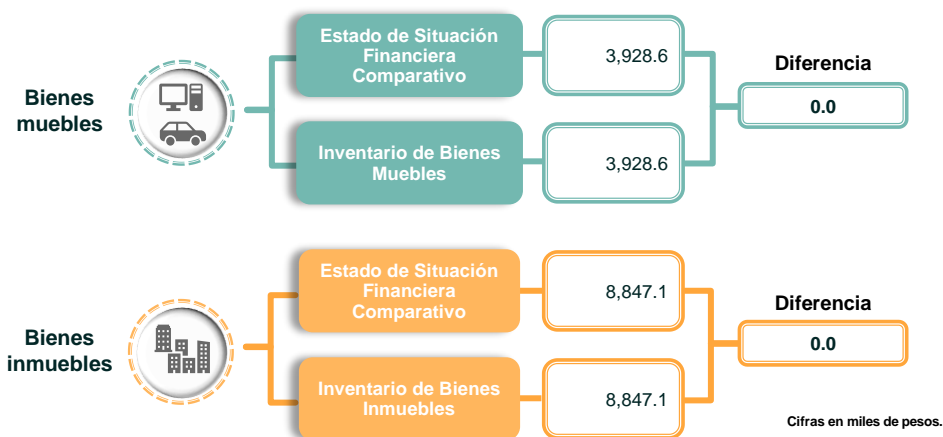 Bienes
muebles
Estado de Situación
Financiera
Comparativo
3,928.6
Inventario de Bienes
Muebles
3,928.6
Diferencia
0.0
Bienes
inmuebles
Estado de Situación
Financiera
Comparativo
8,847.1
Inventario de Bienes
Inmuebles
8,847.1
Diferencia
0.0
Cifras en miles de pesos.